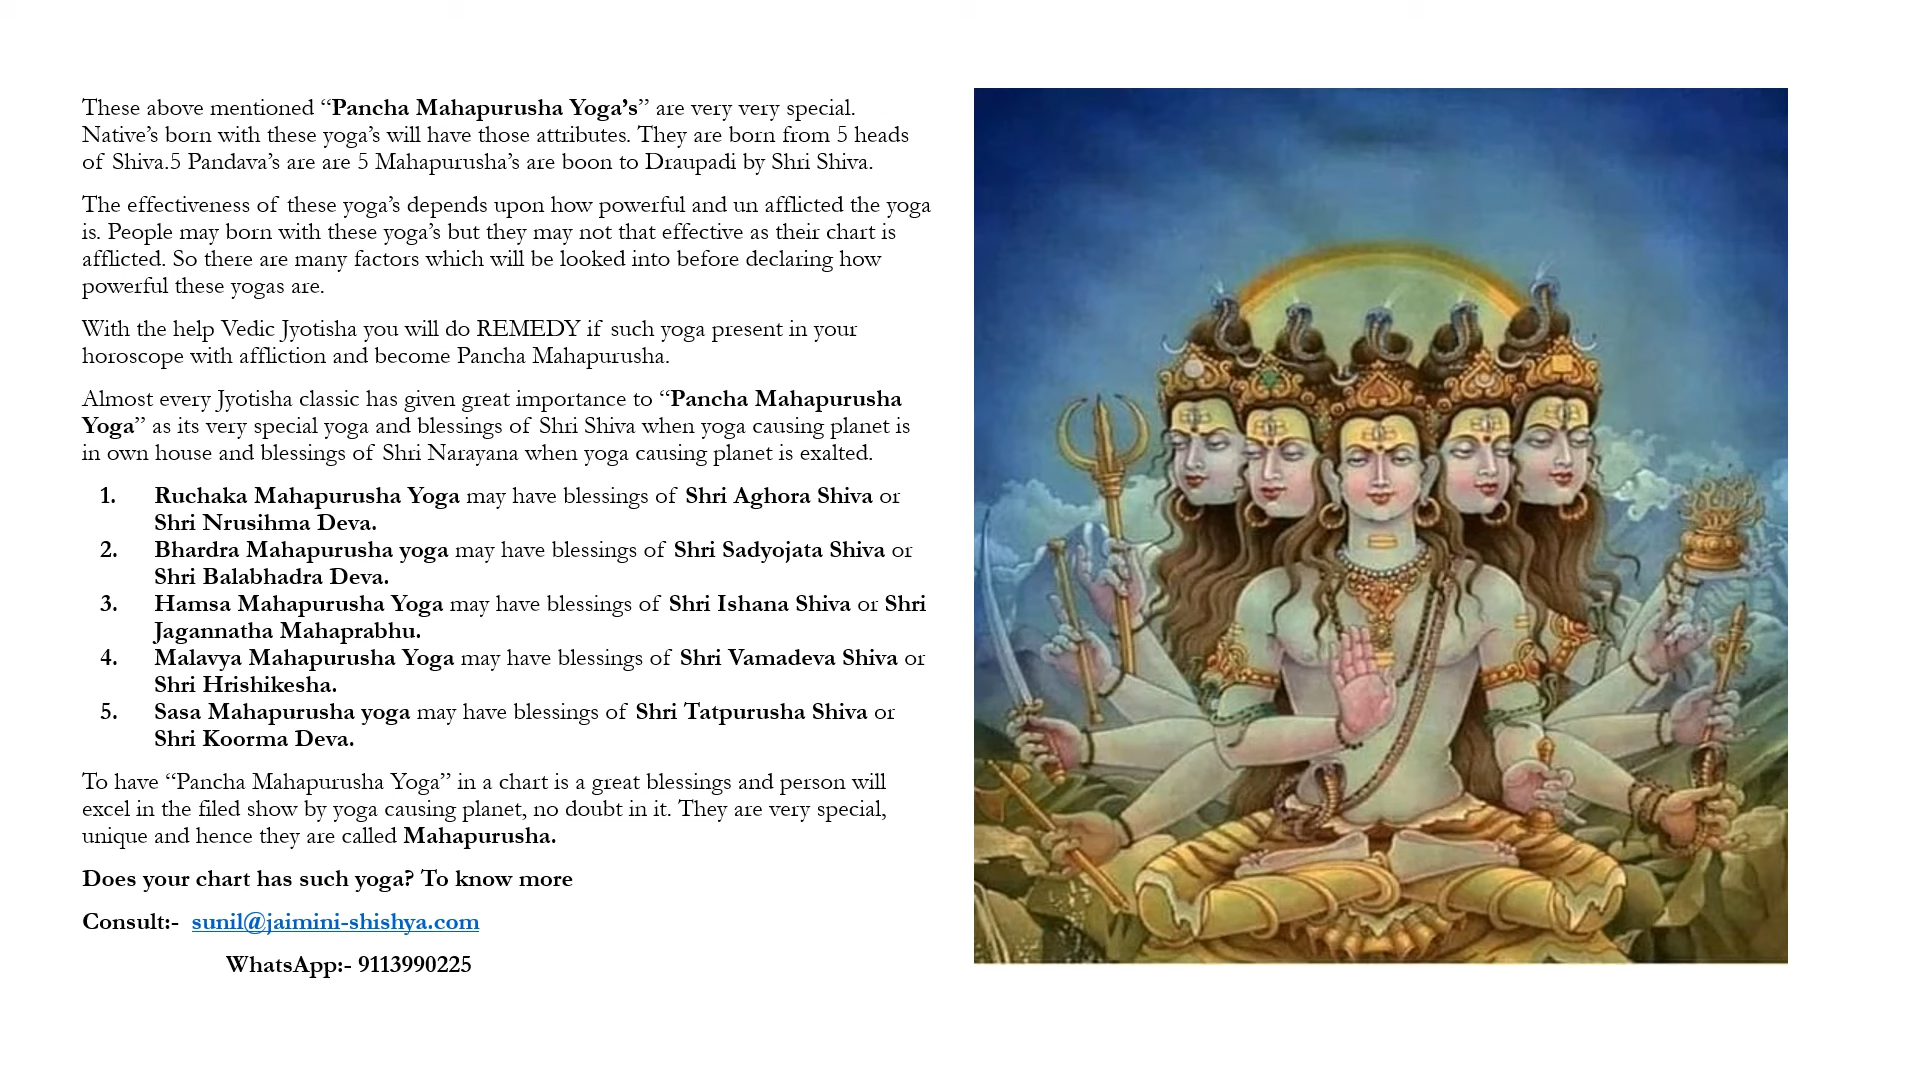 These above mentioned “Pancha Mahapurusha Yoga’s” are very very special.
Native’s born with these yoga’s will have those attributes. They are born from 5 heads
of Shiva.5 Pandava’s are are 5 Mahapurusha’s are boon to Draupadi by Shri Shiva.
The effectiveness of these yoga’s depends upon how powerful and un afflicted the yoga
is. People may born with these yoga’s but they may not that effective as their chart is
afflicted. So there are many factors which will be looked into before declaring how
powerful these yogas are.
With the help Vedic Jyotisha you will do REMEDY if such yoga present in your
horoscope with affliction and become Pancha Mahapurusha.
Almost every Jyotisha classic has given great importance to “Pancha Mahapurusha
Yoga” as its very special yoga and blessings of Shri Shiva when yoga causing planet is
in own house and blessings of Shri Narayana when yoga causing planet is exalted.
1. Ruchaka Mahapurusha Yoga may have blessings of Shri Aghora Shiva or
Shri Nrusihma Deva.
2. Bhardra Mahapurusha yoga may have blessings of Shri Sadyojata Shiva or
Shri Balabhadra Deva.
3. Hamsa Mahapurusha Yoga may have blessings of Shri Ishana Shiva or Shri
Jagannatha Mahaprabhu.
4. Malavya Mahapurusha Yoga may have blessings of Shri Vamadeva Shiva or
Shri Hrishikesha.
5. Sasa Mahapurusha yoga may have blessings of Shri Tatpurusha Shiva or
Shri Koorma Deva.
To have “Pancha Mahapurusha Yoga” in a chart is a great blessings and person will
excel in the filed show by yoga causing planet, no doubt in it. They are very special,
unique and hence they are called Mahapurusha.
Does your chart has such yoga? To know more
Consult:- sunil@jaimini-shishya.com
WhatsApp:- 9113990225